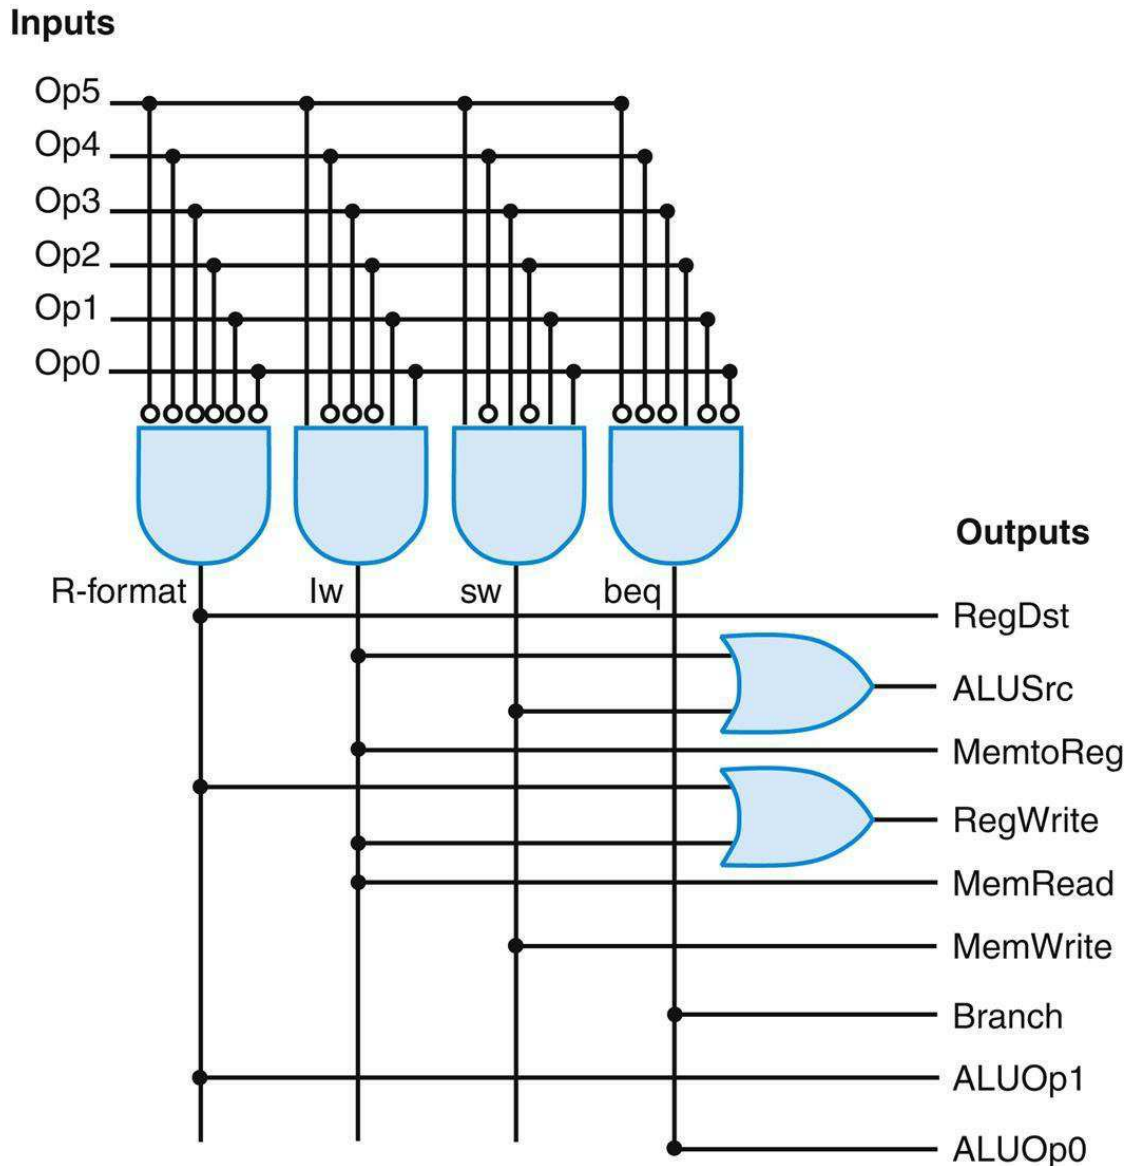 Inputs
Op5
Op4
Op3
Op2
Op1
Op0
Outputs
R-format
lw
sw
beq
RegDst
ALUSrc
MemtoReg
RegWrite
MemRead
MemWrite
Branch
ALUOp1
ALUOp0